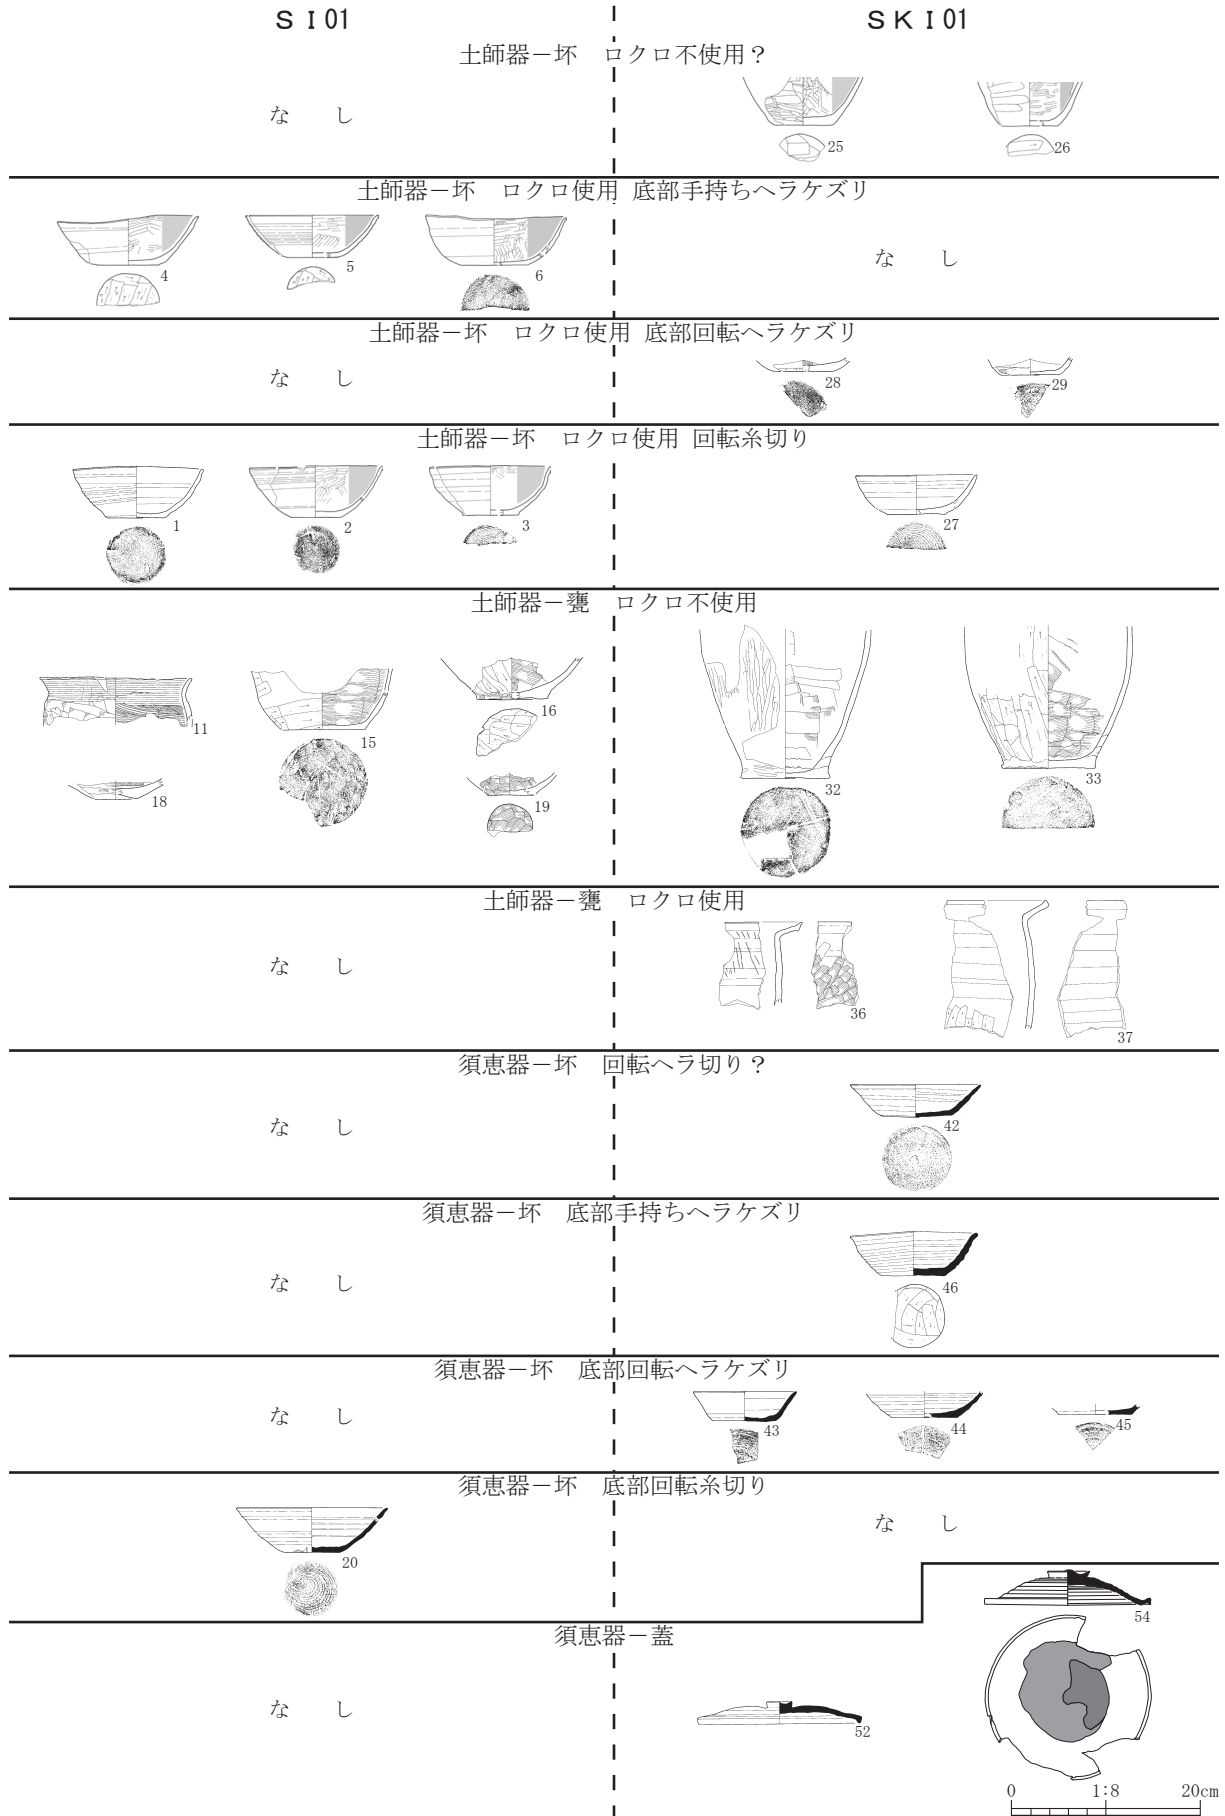 ＳＩ01 ＳＫＩ01
土師器－坏　ロクロ不使用？
な　し
25 26
土師器－坏　ロクロ使用 底部手持ちヘラケズリ
4 5 6
な　し
土師器－坏　ロクロ使用 底部回転ヘラケズリ
な　し
28 29
土師器－坏　ロクロ使用 回転糸切り
1 2 3 27
土師器－甕　ロクロ不使用
11 15 16
18 19
32 33
土師器－甕　ロクロ使用
な　し
36 37
須恵器－坏　回転ヘラ切り？
な　し
42
須恵器－坏　底部手持ちヘラケズリ
な　し
46
須恵器－坏　底部回転ヘラケズリ
な　し
43 44 45
須恵器－坏　底部回転糸切り
20
な　し
須恵器－蓋
な　し
52
54
0 1:8 20cm